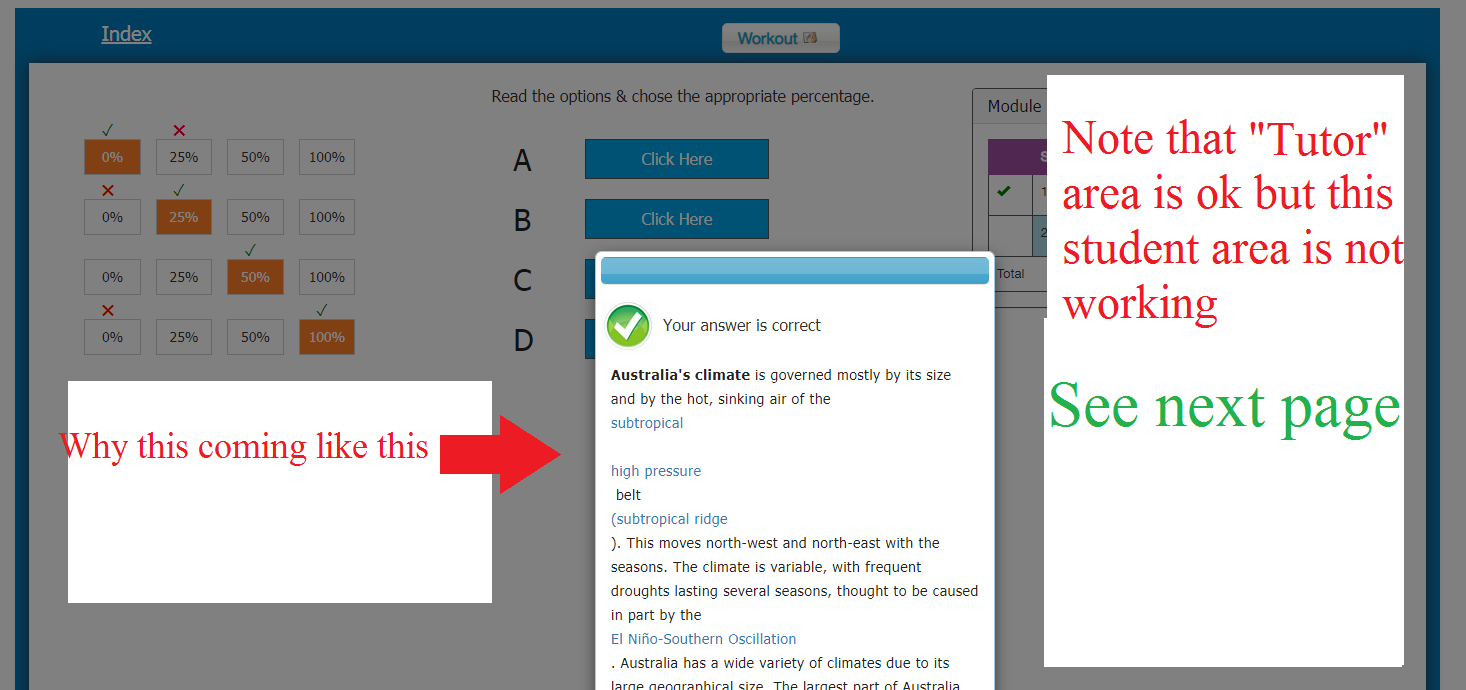 Index
Workout
Read the options & chose the appropriate percentage.
Module
0% 25% 50% 100%
A
Click Here
S
1
0% 25% 50% 100%
B
Click Here
2
0% 25% 50% 100%
C
Total
0% 25% 50% 100%
D
Your answer is correct
Australia's climate is governed mostly by its size
and by the hot, sinking air of the
subtropical
high pressure
belt
(subtropical ridge
). This moves north-west and north-east with the
seasons. The climate is variable, with frequent
droughts lasting several seasons, thought to be caused
in part by the
El Niño-Southern Oscillation
. Australia has a wide variety of climates due to its
large geographical size. The largest part of Australia
Why this coming like this
Note that "Tutor"
area is ok but this
student area is not
working
See next page